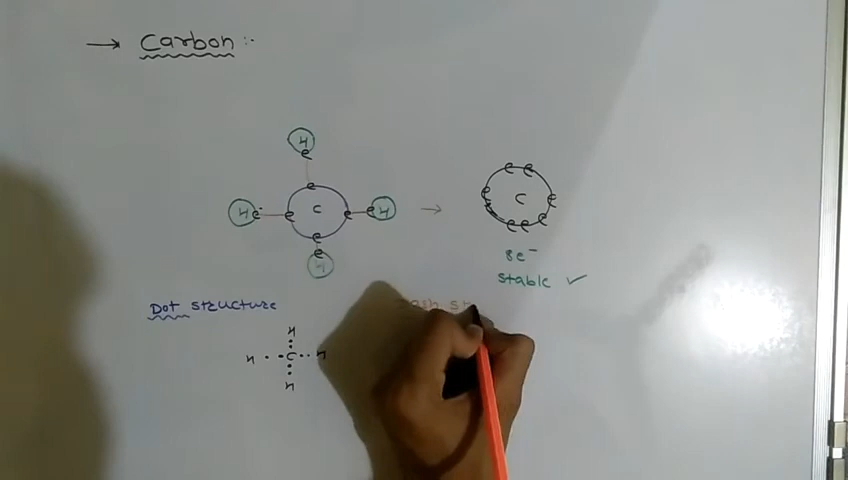 → Carbon :-
H
e
e
H e e C e e H → e e e C e e e e e
e
e
H
8e⁻
stable ✓
Dot structure
H
H · · C · · H
H